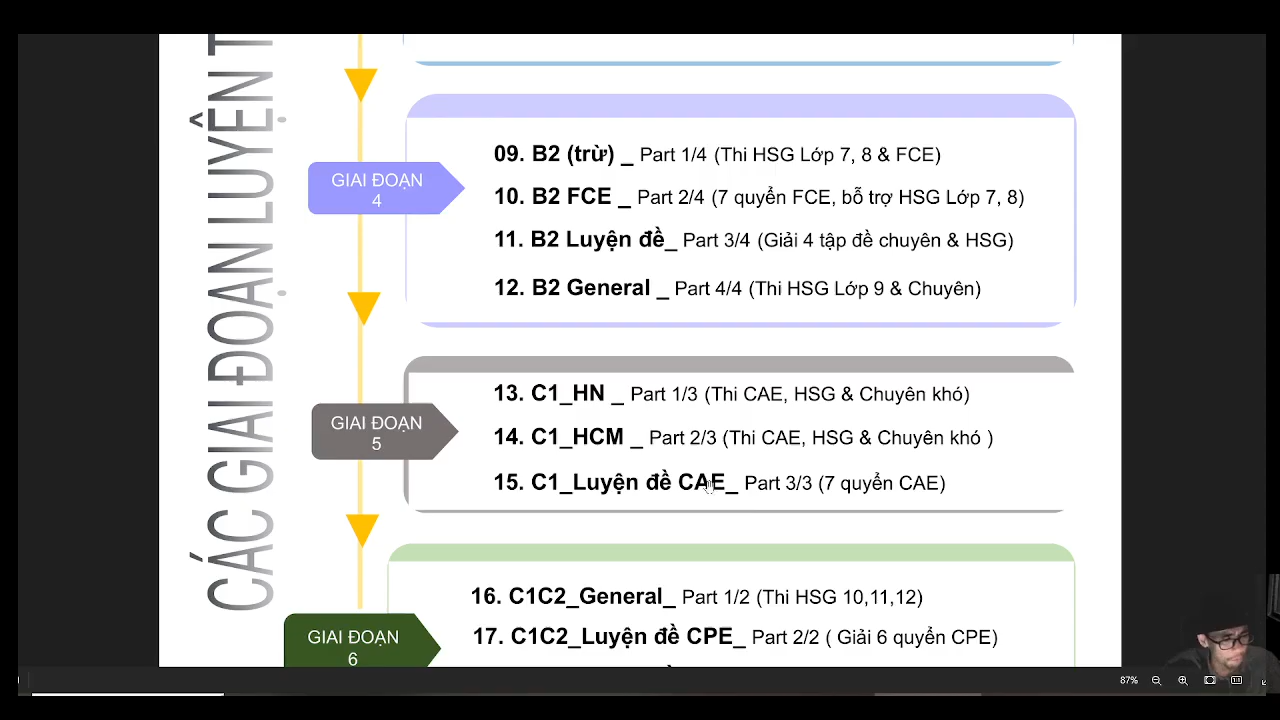 CÁC GIAI ĐOẠN LUYỆN T
GIAI ĐOẠN
4
09. B2 (trừ) _ Part 1/4 (Thi HSG Lớp 7, 8 & FCE)
10. B2 FCE _ Part 2/4 (7 quyển FCE, bỗ trợ HSG Lớp 7, 8)
11. B2 Luyện đề_ Part 3/4 (Giải 4 tập đề chuyên & HSG)
12. B2 General _ Part 4/4 (Thi HSG Lớp 9 & Chuyên)
GIAI ĐOẠN
5
13. C1_HN _ Part 1/3 (Thi CAE, HSG & Chuyên khó)
14. C1_HCM _ Part 2/3 (Thi CAE, HSG & Chuyên khó )
15. C1_Luyện đề CAE_ Part 3/3 (7 quyển CAE)
GIAI ĐOẠN
6
16. C1C2_General_ Part 1/2 (Thi HSG 10,11,12)
17. C1C2_Luyện đề CPE_ Part 2/2 ( Giải 6 quyển CPE)
87%